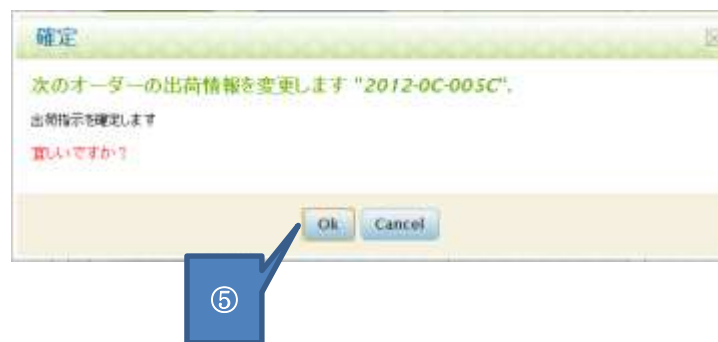 確定
次のオーダーの出荷情報を変更します "2012-0C-005C".
出荷指示を確定します
宜しいですか？
Ok Cancel
⑤